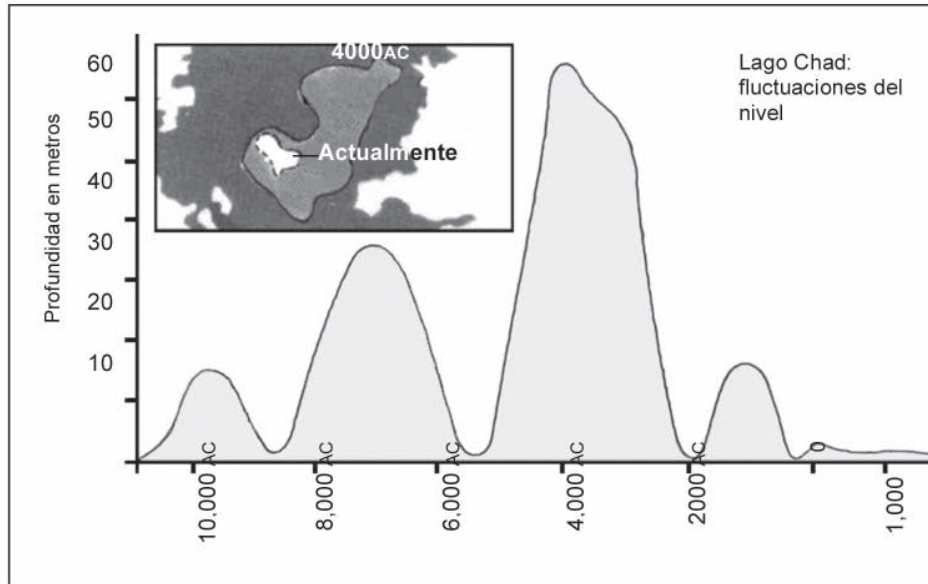 4000AC
Actualmente
Lago Chad:
fluctuaciones del
nivel
Profundidad en metros
60
50
40
30
20
10
10.000 AC
8,000 AC
6,000 AC
4.000 AC
2000 AC
0
1,000